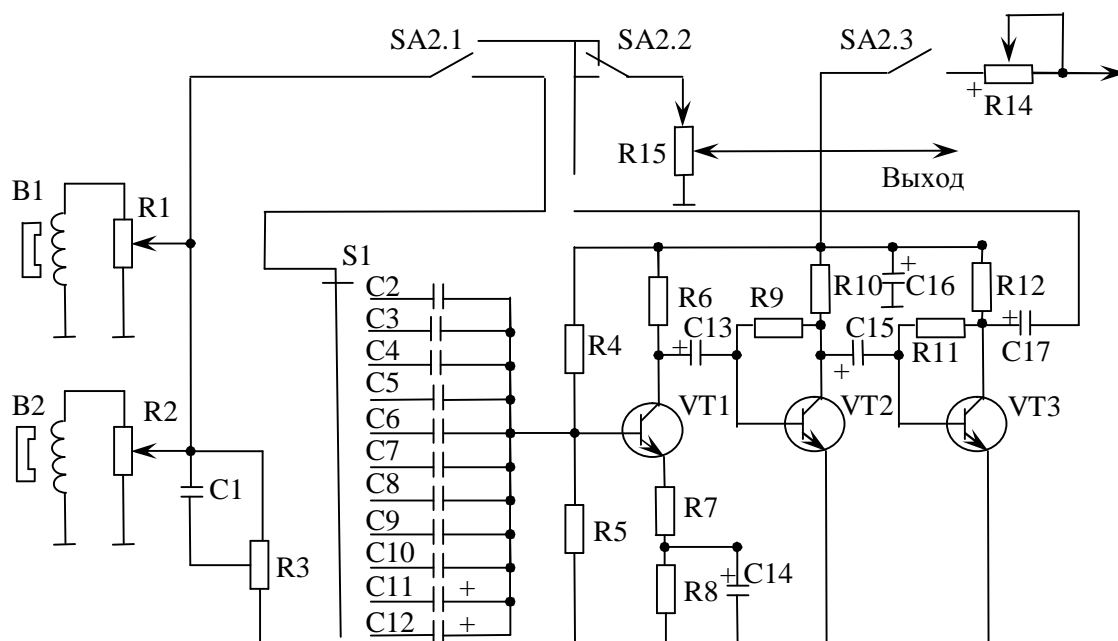 SA2.1
SA2.2
SA2.3
+
R14
R15
Выход
B1
R1
S1
C2
C3
C4
C5
C6
C7
C8
C9
C10
C11 +
C12 +
R4
R5
R6
C13
+
R9
R10
+
C16
C15
+
R11
R12
+
C17
VT1
VT2
VT3
B2
R2
C1
R3
R7
R8
+
C14